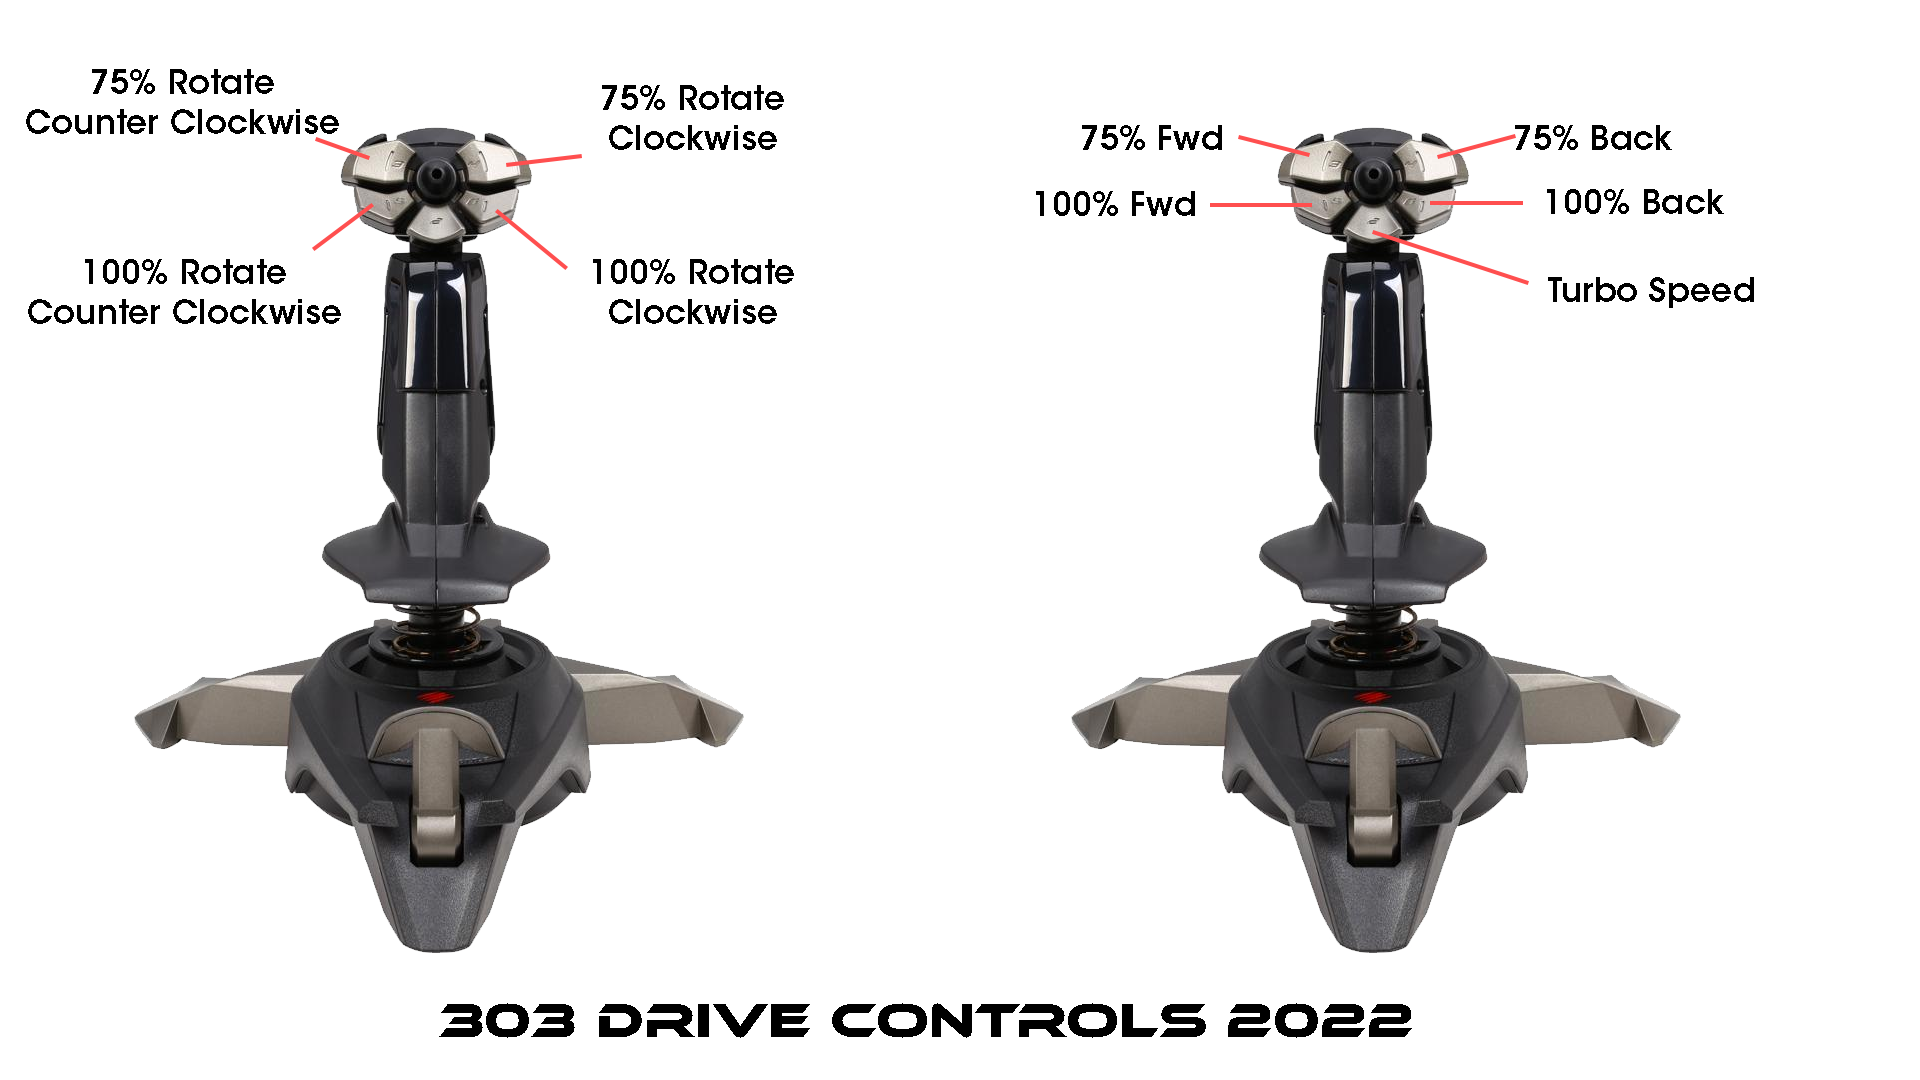 75% Rotate
Counter Clockwise
75% Rotate
Clockwise
100% Rotate
Counter Clockwise
100% Rotate
Clockwise
75% Fwd
75% Back
100% Fwd
100% Back
Turbo Speed
303 DRIVE CONTROLS 2022